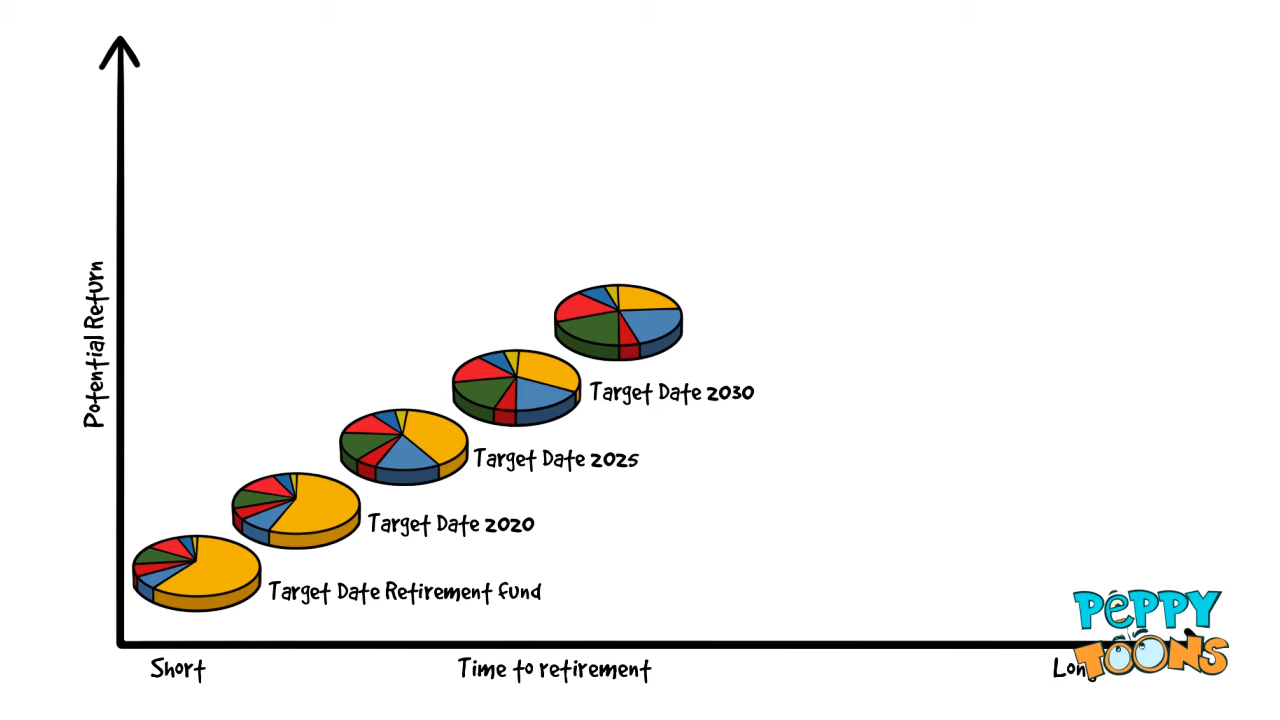 Potential Return
Target Date 2030
Target Date 2025
Target Date 2020
Target Date Retirement Fund
Short
Time to retirement
PEPPY
TOONS